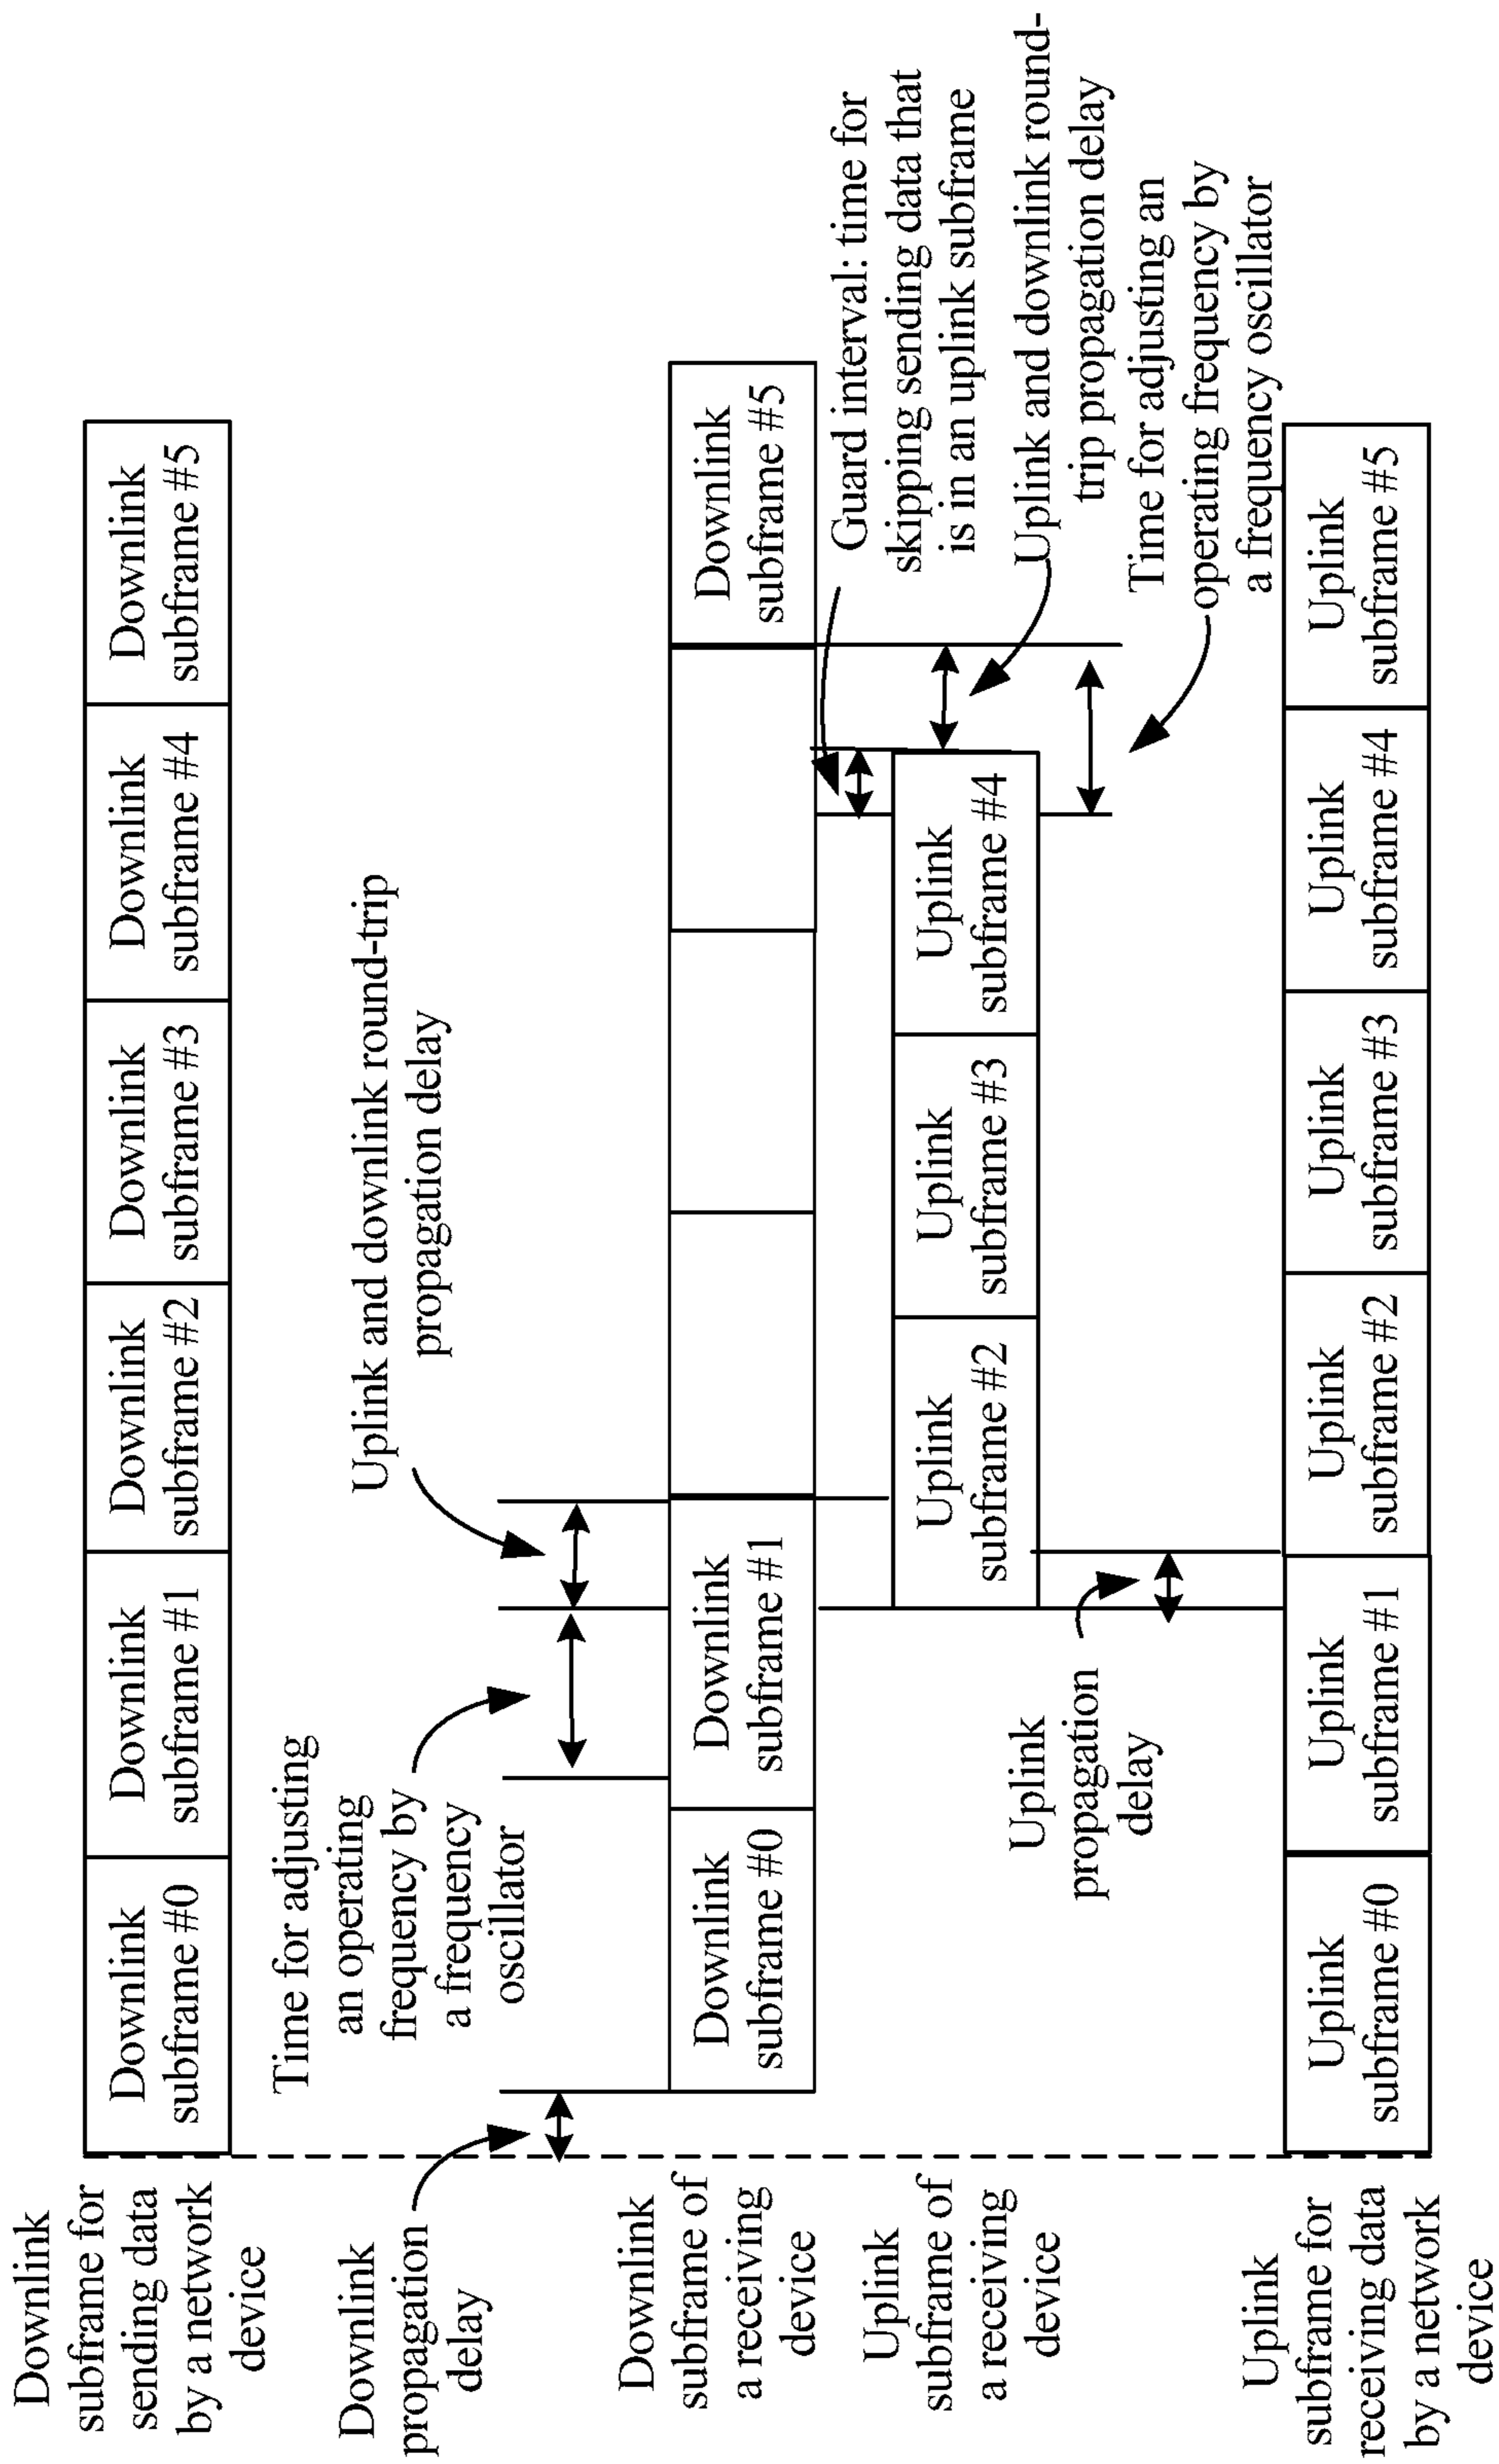 Downlink
subframe for
sending data
by a network
device
Downlink
subframe #0
Downlink
subframe #1
Downlink
subframe #2
Downlink
subframe #3
Downlink
subframe #4
Downlink
subframe #5
Downlink
propagation
delay
Time for adjusting
an operating
frequency by
a frequency
oscillator
Uplink and downlink round-trip
propagation delay
Downlink
subframe of
a receiving
device
Downlink
subframe #0
Downlink
subframe #1
Downlink
subframe #5
Guard interval: time for
skipping sending data that
is in an uplink subframe
Uplink
subframe of
a receiving
device
Uplink
subframe #2
Uplink
subframe #3
Uplink
subframe #4
Uplink and downlink round-
trip propagation delay
Uplink
propagation
delay
Time for adjusting an
operating frequency by
a frequency oscillator
Uplink
subframe for
receiving data
by a network
device
Uplink
subframe #0
Uplink
subframe #1
Uplink
subframe #2
Uplink
subframe #3
Uplink
subframe #4
Uplink
subframe #5